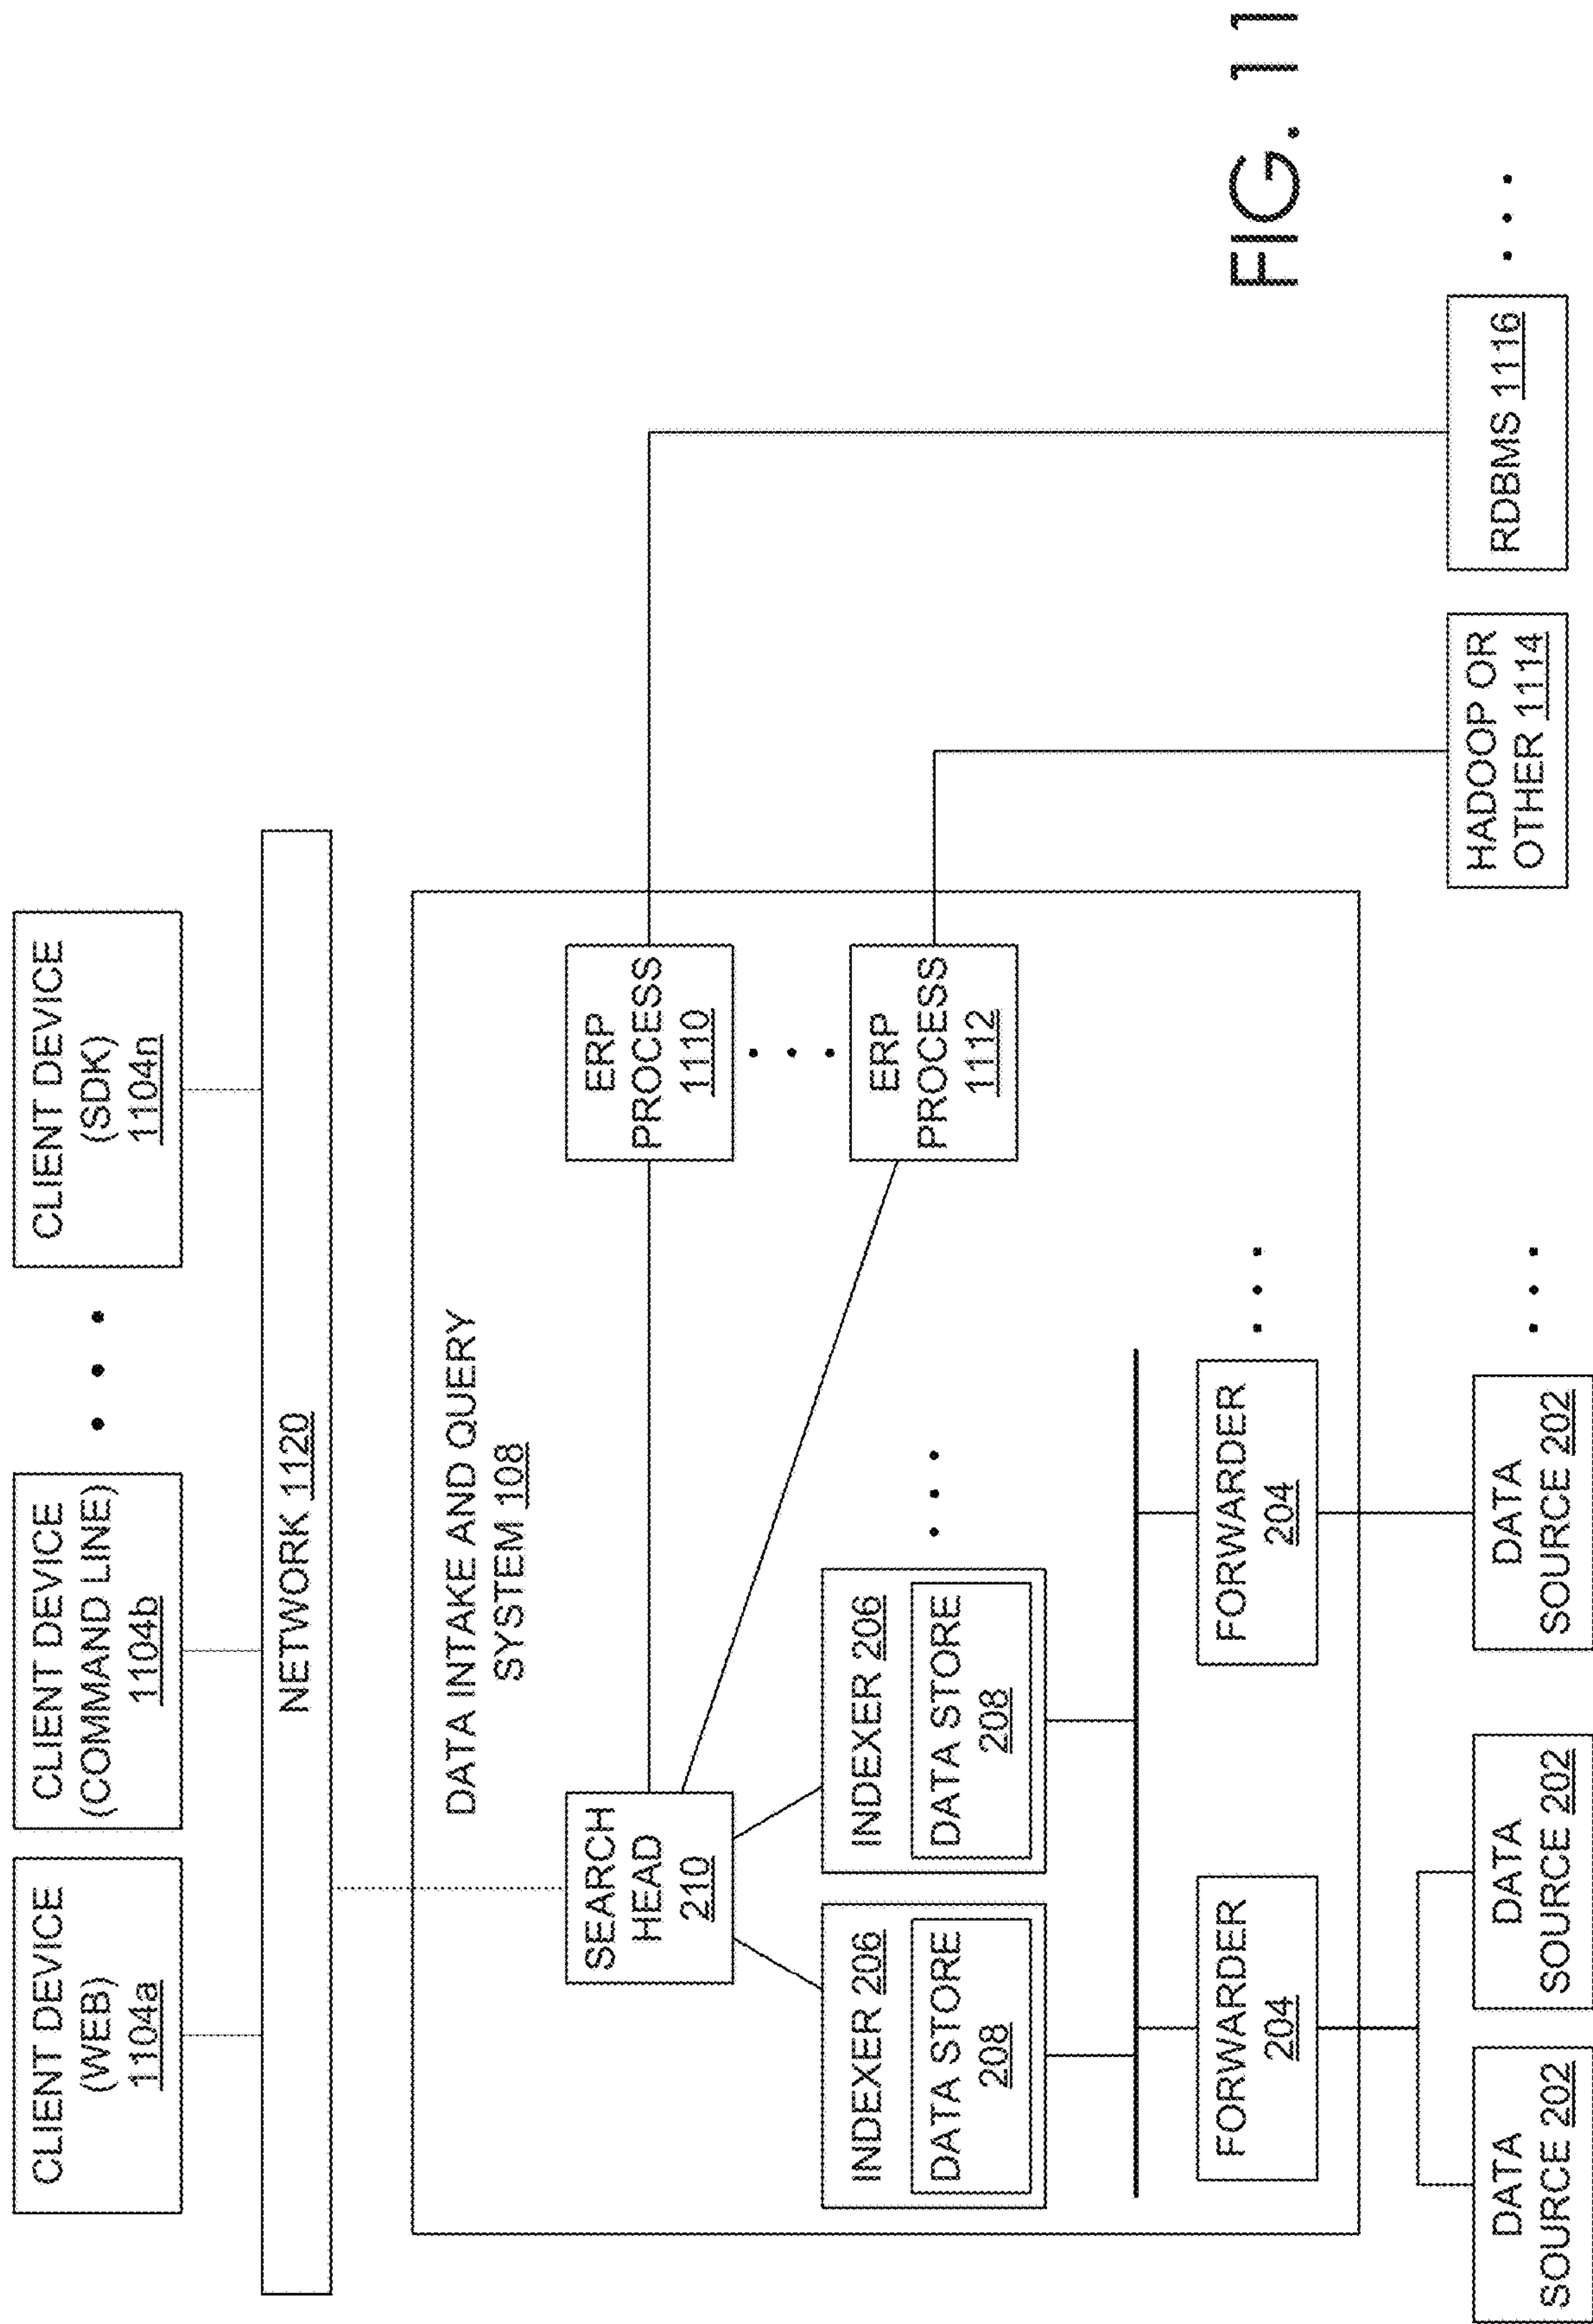 CLIENT DEVICE
(WEB)
1104a
CLIENT DEVICE
(COMMAND LINE)
1104b
CLIENT DEVICE
(SDK)
1104n
NETWORK 1120
DATA INTAKE AND QUERY
SYSTEM 108
SEARCH
HEAD
210
ERP
PROCESS
1110
ERP
PROCESS
1112
INDEXER 206
DATA STORE
208
INDEXER 206
DATA STORE
208
FORWARDER
204
FORWARDER
204
DATA
SOURCE 202
DATA
SOURCE 202
DATA
SOURCE 202
HADOOP OR
OTHER 1114
RDBMS 1116
FIG. 11